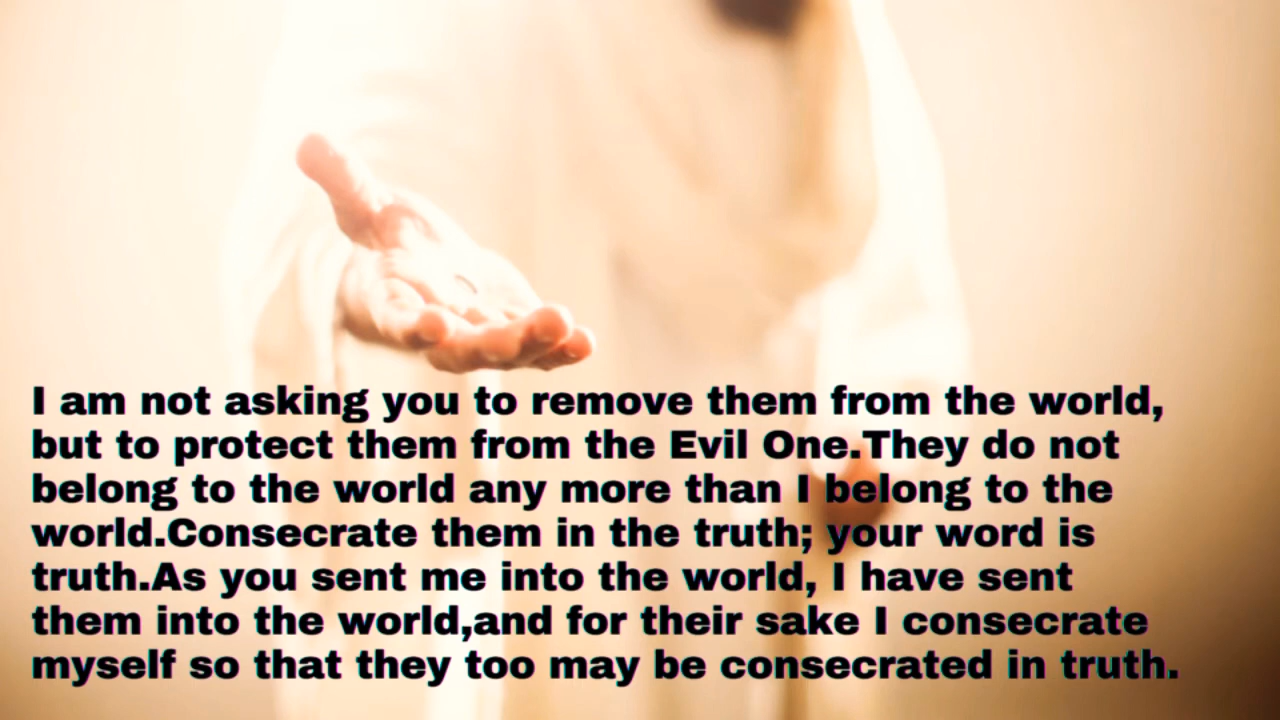 I am not asking you to remove them from the world,
but to protect them from the Evil One.They do not
belong to the world any more than I belong to the
world.Consecrate them in the truth; your word is
truth.As you sent me into the world, I have sent
them into the world,and for their sake I consecrate
myself so that they too may be consecrated in truth.